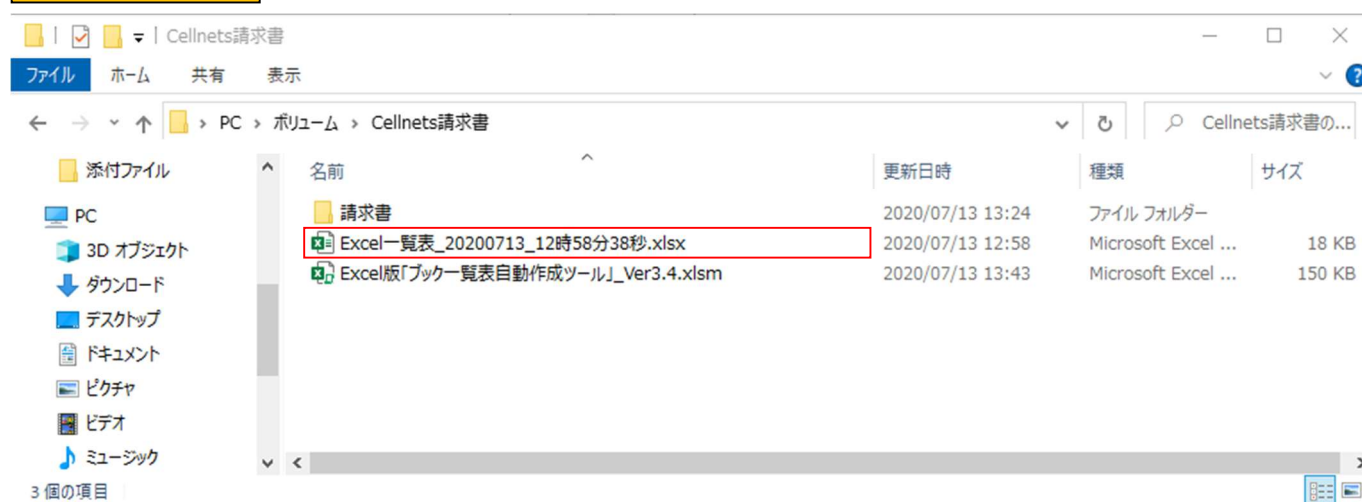 Cellnets請求書
ファイル ホーム 共有 表示
PC › ボリューム › Cellnets請求書 Cellnets請求書の...
添付ファイル 名前 更新日時 種類 サイズ
PC 請求書 2020/07/13 13:24 ファイル フォルダー
3D オブジェクト Excel一覧表_20200713_12時58分38秒.xlsx 2020/07/13 12:58 Microsoft Excel ... 18 KB
ダウンロード Excel版「ブック一覧表自動作成ツール」_Ver3.4.xlsm 2020/07/13 13:43 Microsoft Excel ... 150 KB
デスクトップ
ドキュメント
ピクチャ
ビデオ
ミュージック
3 個の項目